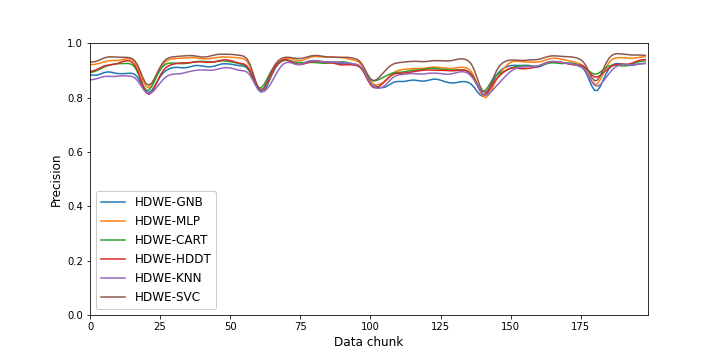 1.0
0.8
0.6
0.4
0.2
0.0
Precision
HDWE-GNB
HDWE-MLP
HDWE-CART
HDWE-HDDT
HDWE-KNN
HDWE-SVC
0 25 50 75 100 125 150 175
Data chunk